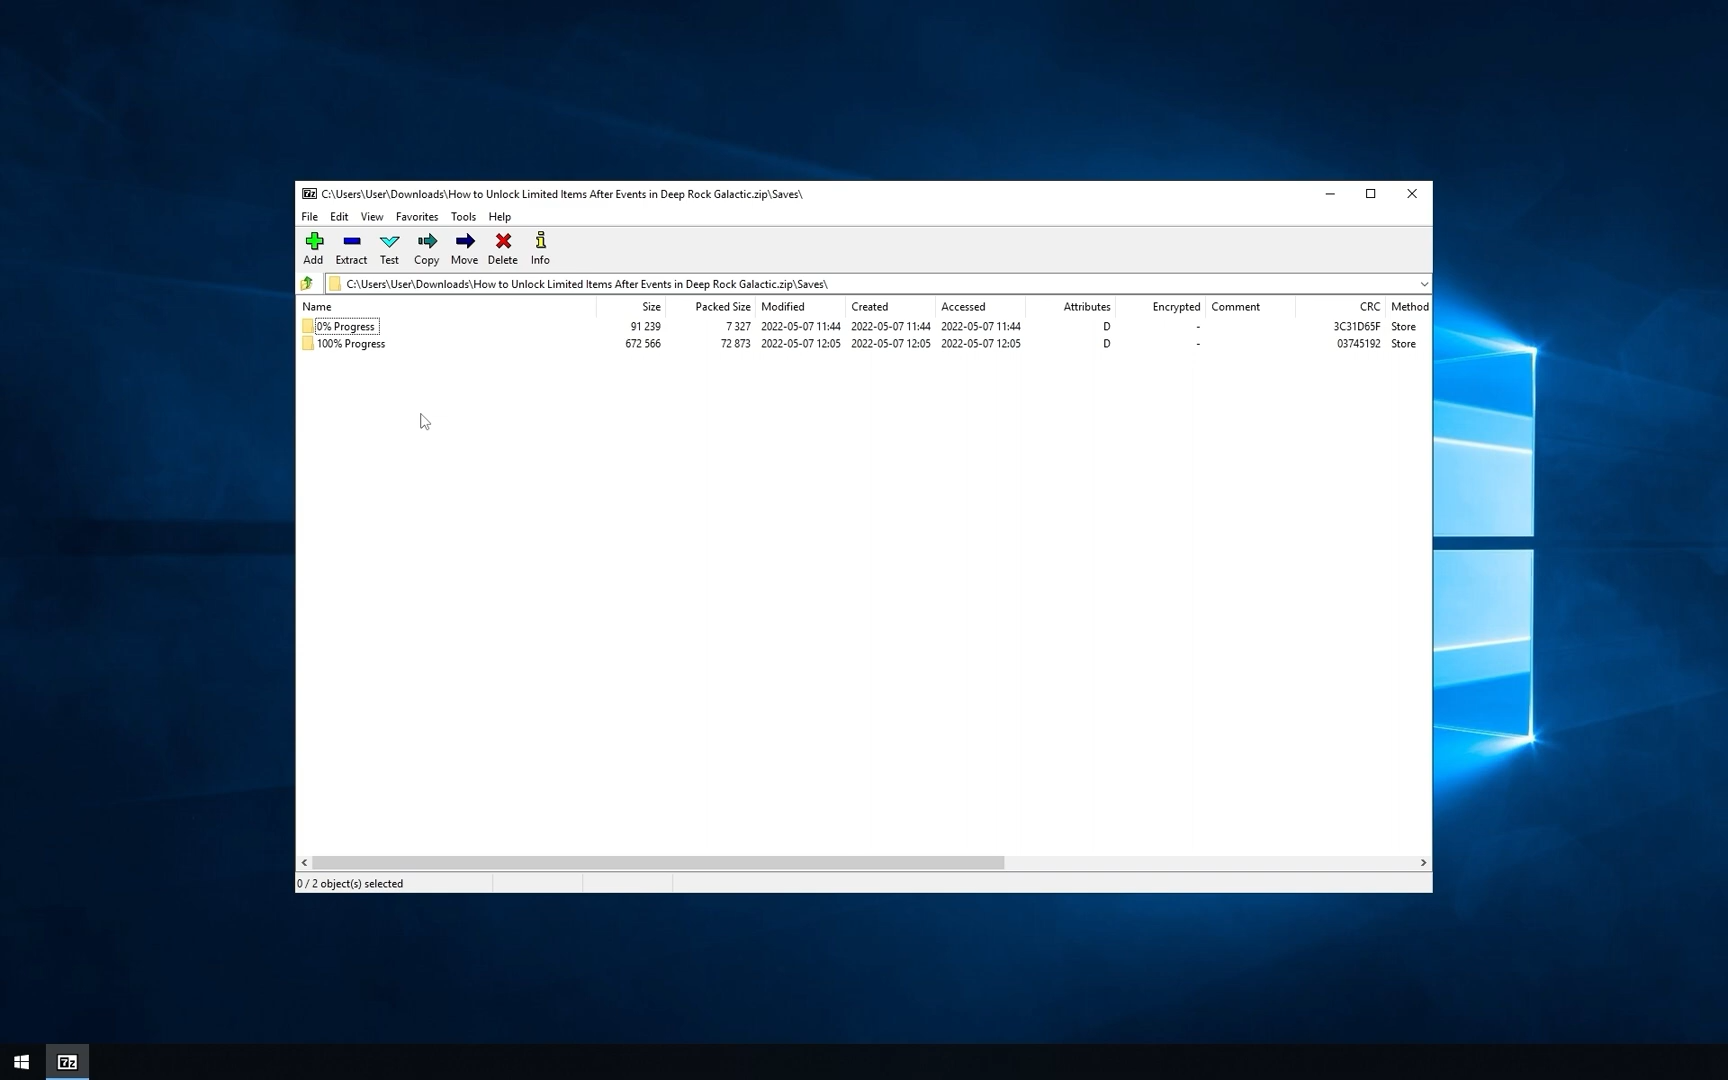 C:\Users\User\Downloads\How to Unlock Limited Items After Events in Deep Rock Galactic.zip\Saves\
File Edit View Favorites Tools Help
Add Extract Test Copy Move Delete Info
C:\Users\User\Downloads\How to Unlock Limited Items After Events in Deep Rock Galactic.zip\Saves\
Name Size Packed Size Modified Created Accessed Attributes Encrypted Comment CRC Method
0% Progress 91 239 7 327 2022-05-07 11:44 2022-05-07 11:44 2022-05-07 11:44 D - 3C31D65F Store
100% Progress 672 566 72 873 2022-05-07 12:05 2022-05-07 12:05 2022-05-07 12:05 D - 03745192 Store
0 / 2 object(s) selected
7z